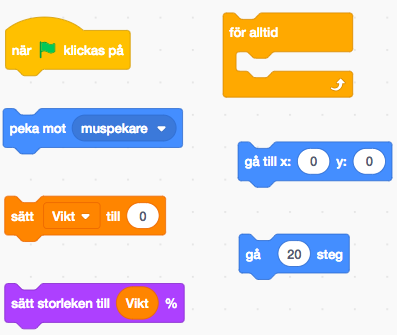 när klickas på
peka mot muspekare
sätt Vikt till 0
sätt storleken till Vikt %
för alltid
gå till x: 0 y: 0
gå 20 steg